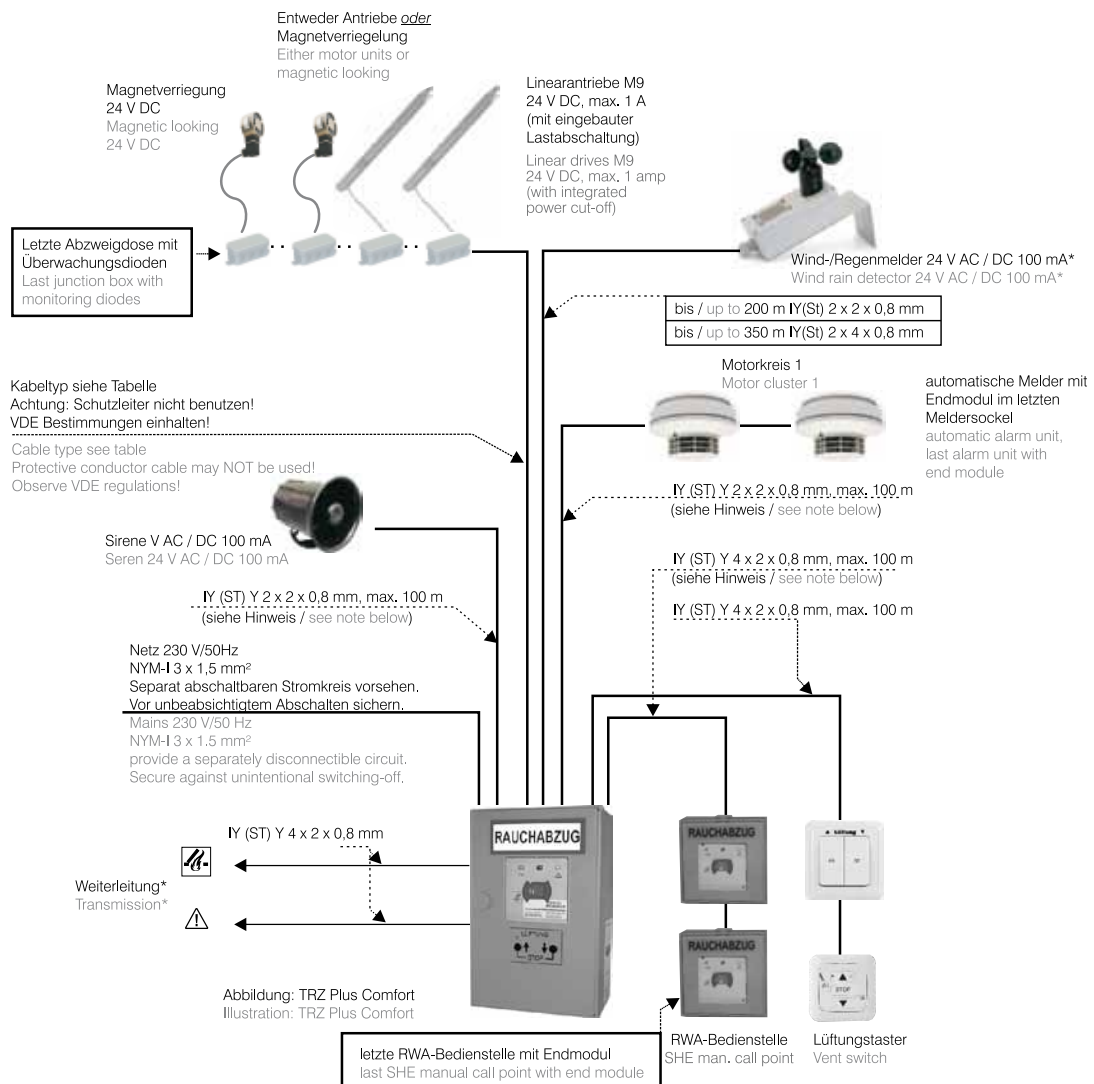 Entweder Antriebe oder
Magnetverriegelung
Either motor units or
magnetic looking
Magnetverriegung
24 V DC
Magnetic looking
24 V DC
Linearantriebe M9
24 V DC, max. 1 A
(mit eingebauter
Lastabschaltung)
Linear drives M9
24 V DC, max. 1 amp
(with integrated
power cut-off)
Letzte Abzweigdose mit
Überwachungsdioden
Last junction box with
monitoring diodes
Wind-/Regenmelder 24 V AC / DC 100 mA*
Wind rain detector 24 V AC / DC 100 mA*
bis / up to 200 m IY(St) 2 x 2 x 0,8 mm
bis / up to 350 m IY(St) 2 x 4 x 0,8 mm
Motorkreis 1
Motor cluster 1
automatische Melder mit
Endmodul im letzten
Meldersockel
automatic alarm unit,
last alarm unit with
end module
Kabeltyp siehe Tabelle
Achtung: Schutzleiter nicht benutzen!
VDE Bestimmungen einhalten!
Cable type see table
Protective conductor cable may NOT be used!
Observe VDE regulations!
IY (ST) Y 2 x 2 x 0,8 mm, max. 100 m
(siehe Hinweis / see note below)
Sirene V AC / DC 100 mA
Seren 24 V AC / DC 100 mA
IY (ST) Y 4 x 2 x 0,8 mm, max. 100 m
(siehe Hinweis / see note below)
IY (ST) Y 2 x 2 x 0,8 mm, max. 100 m
(siehe Hinweis / see note below)
IY (ST) Y 4 x 2 x 0,8 mm, max. 100 m
Netz 230 V/50Hz
NYM-I 3 x 1,5 mm²
Separat abschaltbaren Stromkreis vorsehen.
Vor unbeabsichtigtem Abschalten sichern.
Mains 230 V/50 Hz
NYM-I 3 x 1.5 mm²
provide a separately disconnectible circuit.
Secure against unintentional switching-off.
IY (ST) Y 4 x 2 x 0,8 mm
Weiterleitung*
Transmission*
RAUCHABZUG
LÜFTUNG
STOP
RAUCHABZUG
RAUCHABZUG
Lüftung
STOP
Abbildung: TRZ Plus Comfort
Illustration: TRZ Plus Comfort
RWA-Bedienstelle
SHE man. call point
Lüftungstaster
Vent switch
letzte RWA-Bedienstelle mit Endmodul
last SHE manual call point with end module